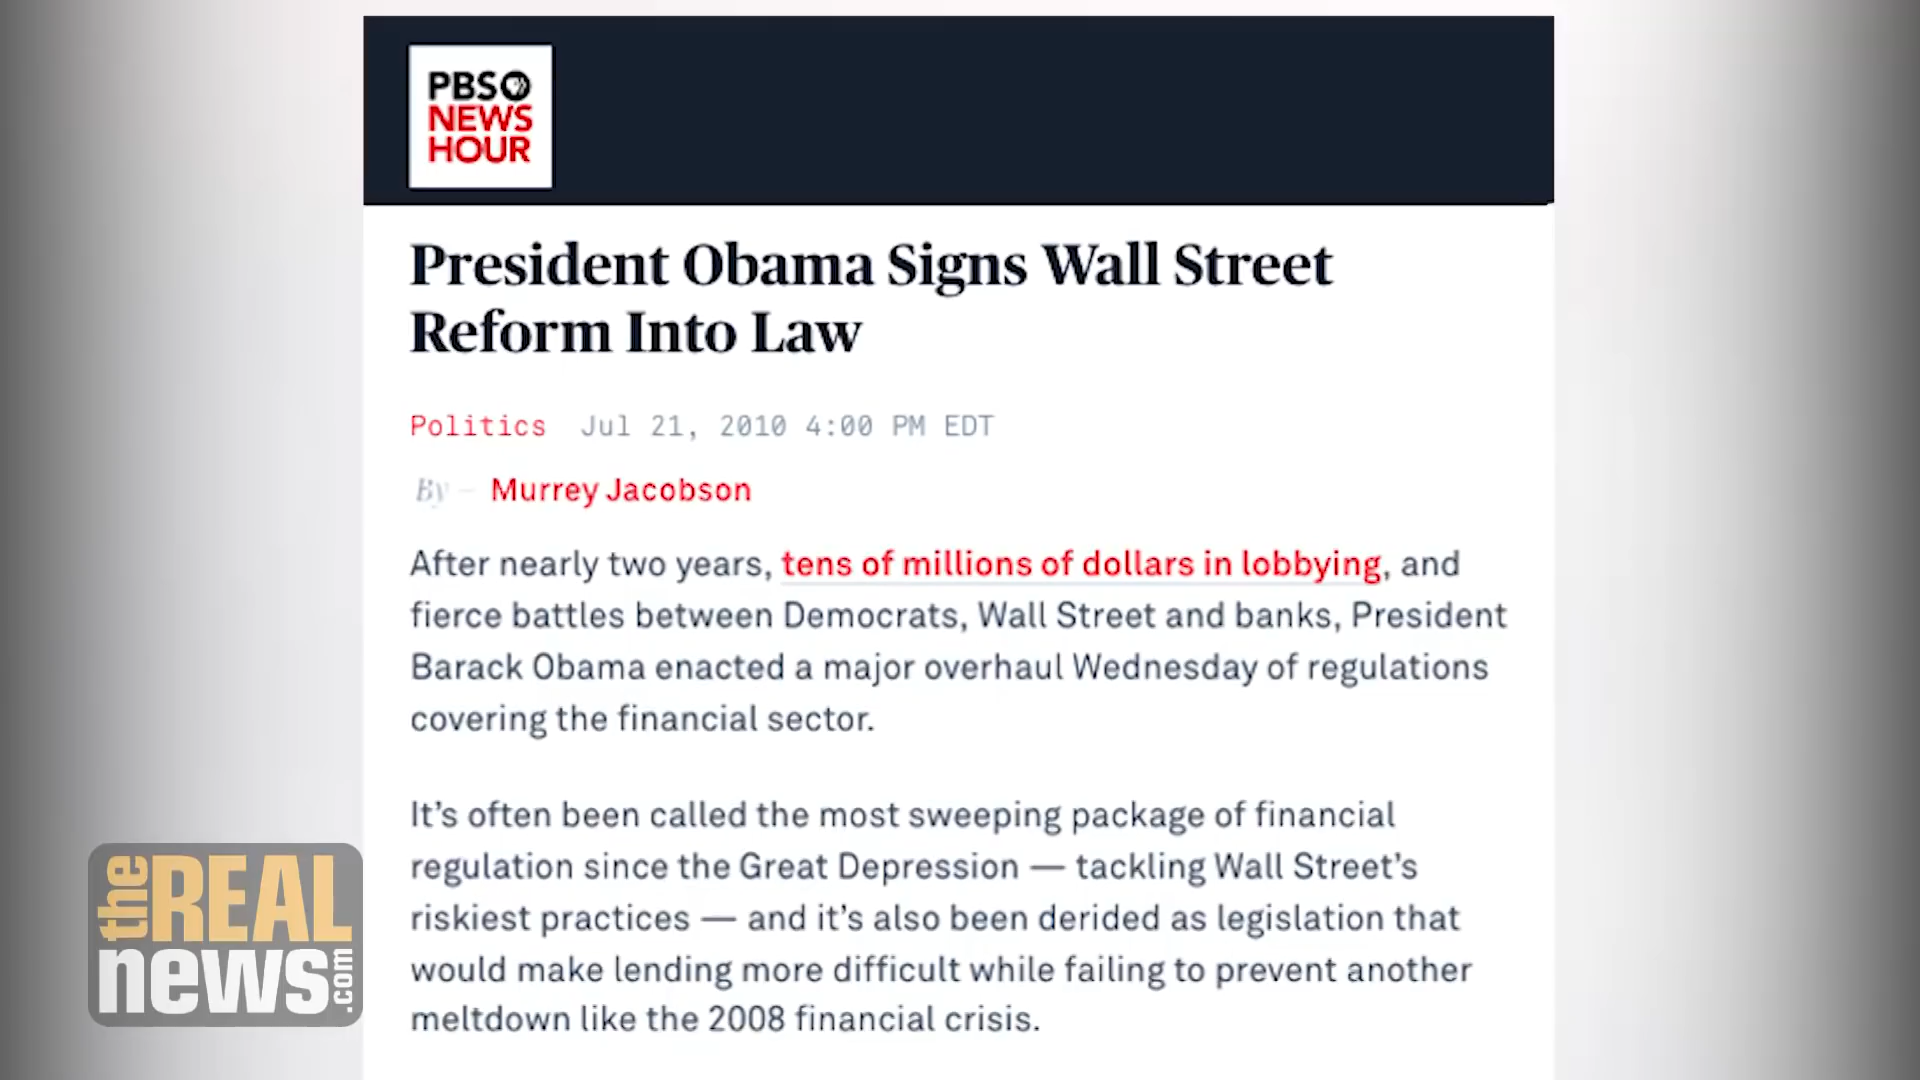 PBS
NEWS
HOUR
President Obama Signs Wall Street
Reform Into Law
Politics Jul 21, 2010 4:00 PM EDT
By — Murrey Jacobson
After nearly two years, tens of millions of dollars in lobbying, and
fierce battles between Democrats, Wall Street and banks, President
Barack Obama enacted a major overhaul Wednesday of regulations
covering the financial sector.
It’s often been called the most sweeping package of financial
regulation since the Great Depression — tackling Wall Street’s
riskiest practices — and it’s also been derided as legislation that
would make lending more difficult while failing to prevent another
meltdown like the 2008 financial crisis.
the REAL
news.com